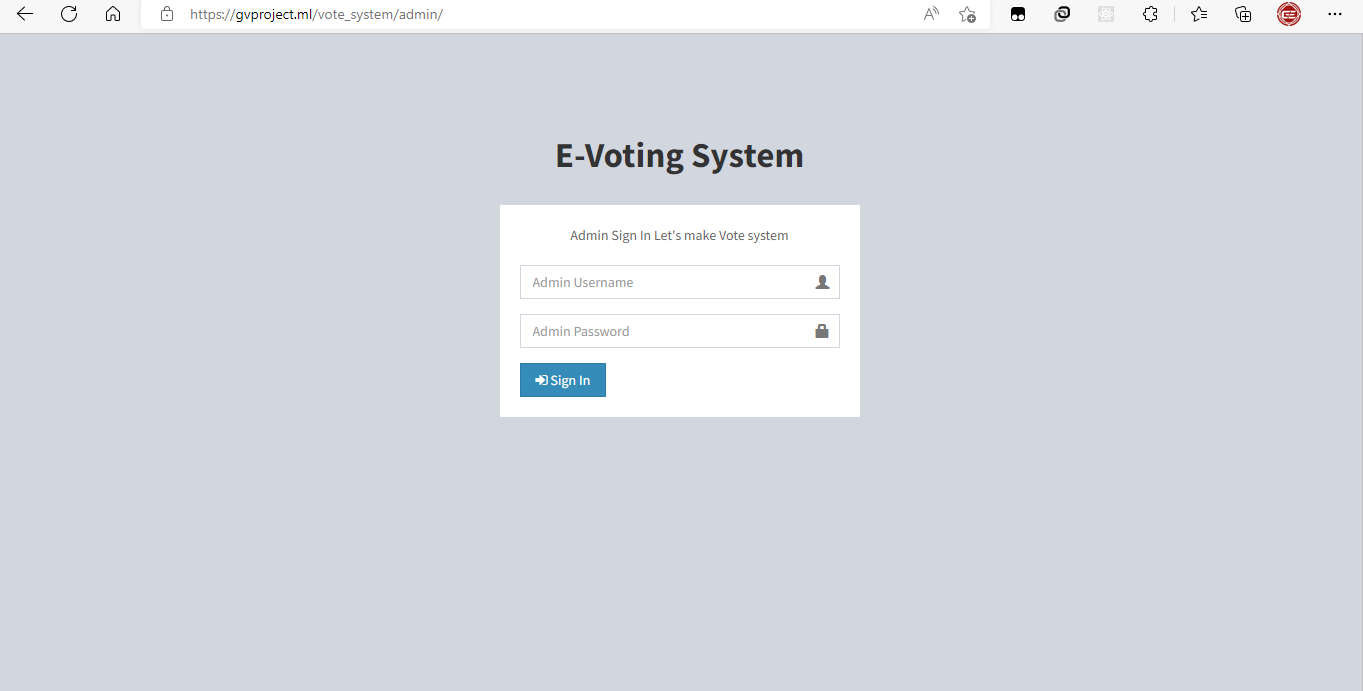 https://gvproject.ml/vote_system/admin/
E-Voting System
Admin Sign In Let's make Vote system
Admin Username
Admin Password
Sign In